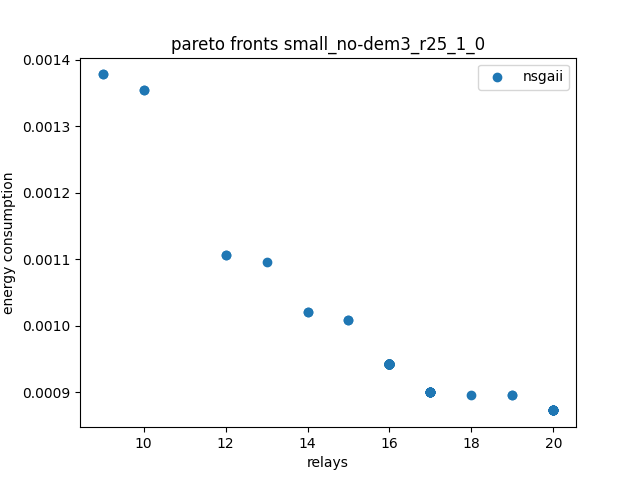 pareto fronts small_no-dem3_r25_1_0
nsgaii
energy consumption
0.0014
0.0013
0.0012
0.0011
0.0010
0.0009
10 12 14 16 18 20
relays